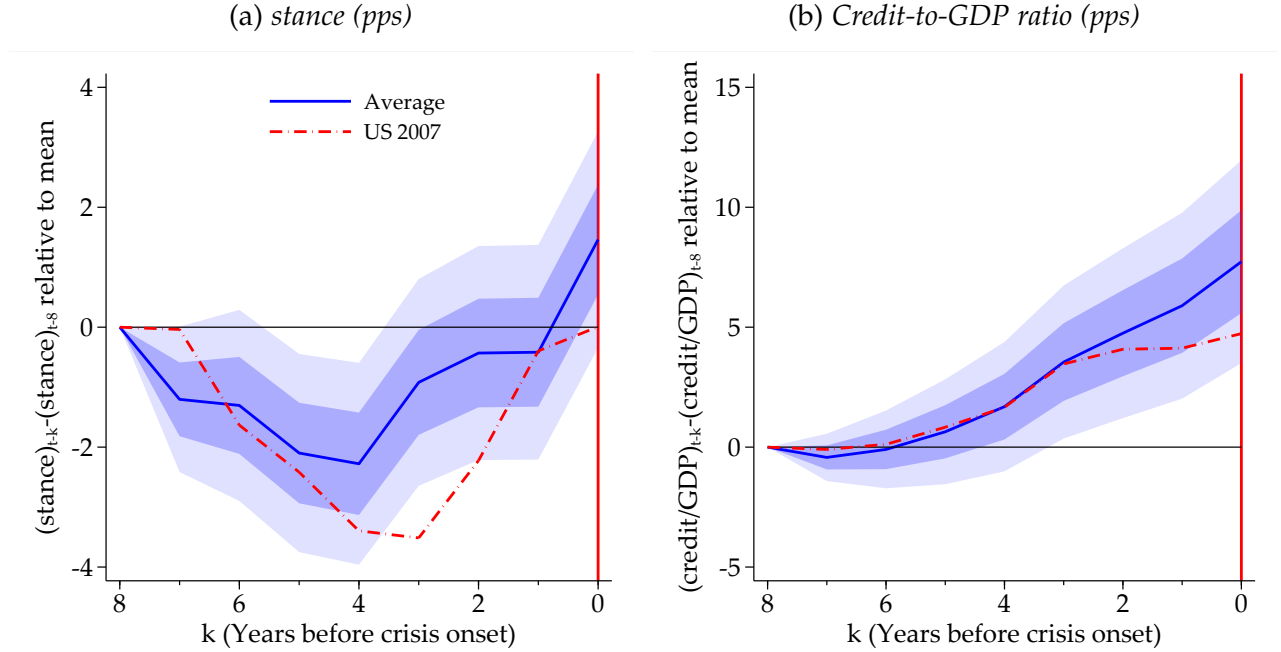 (a) stance (pps)
(stance)t-k-(stance)t-8 relative to mean
4
2
0
-2
-4
Average
US 2007
8 6 4 2 0
k (Years before crisis onset)
(b) Credit-to-GDP ratio (pps)
(credit/GDP)t-k-(credit/GDP)t-8 relative to mean
15
10
5
0
-5
8 6 4 2 0
k (Years before crisis onset)